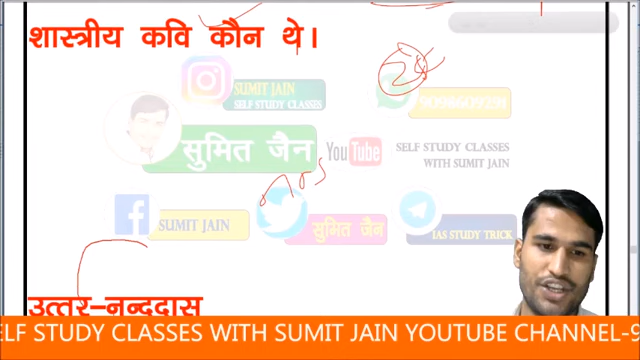 शास्त्रीय कवि कौन थे।
SUMIT JAIN
SELF STUDY CLASSES
सुमित जैन
YouTube
SELF STUDY CLASSES
WITH SUMIT JAIN
SUMIT JAIN
सुमित जैन
IAS STUDY TRICK
उत्तर–नन्ददास
ELF STUDY CLASSES WITH SUMIT JAIN YOUTUBE CHANNEL-9